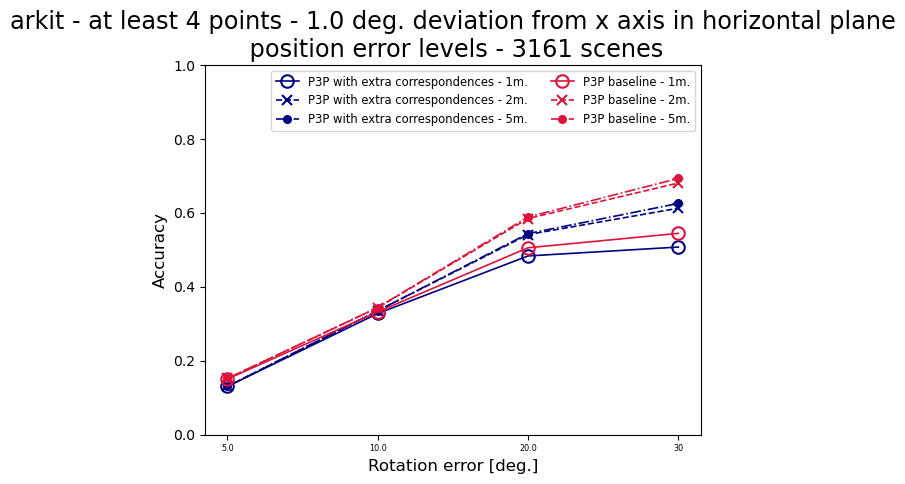 arkit - at least 4 points - 1.0 deg. deviation from x axis in horizontal plane
position error levels - 3161 scenes
P3P with extra correspondences - 1m.
P3P with extra correspondences - 2m.
P3P with extra correspondences - 5m.
P3P baseline - 1m.
P3P baseline - 2m.
P3P baseline - 5m.
Accuracy
1.0
0.8
0.6
0.4
0.2
0.0
5.0 10.0 20.0 30
Rotation error [deg.]